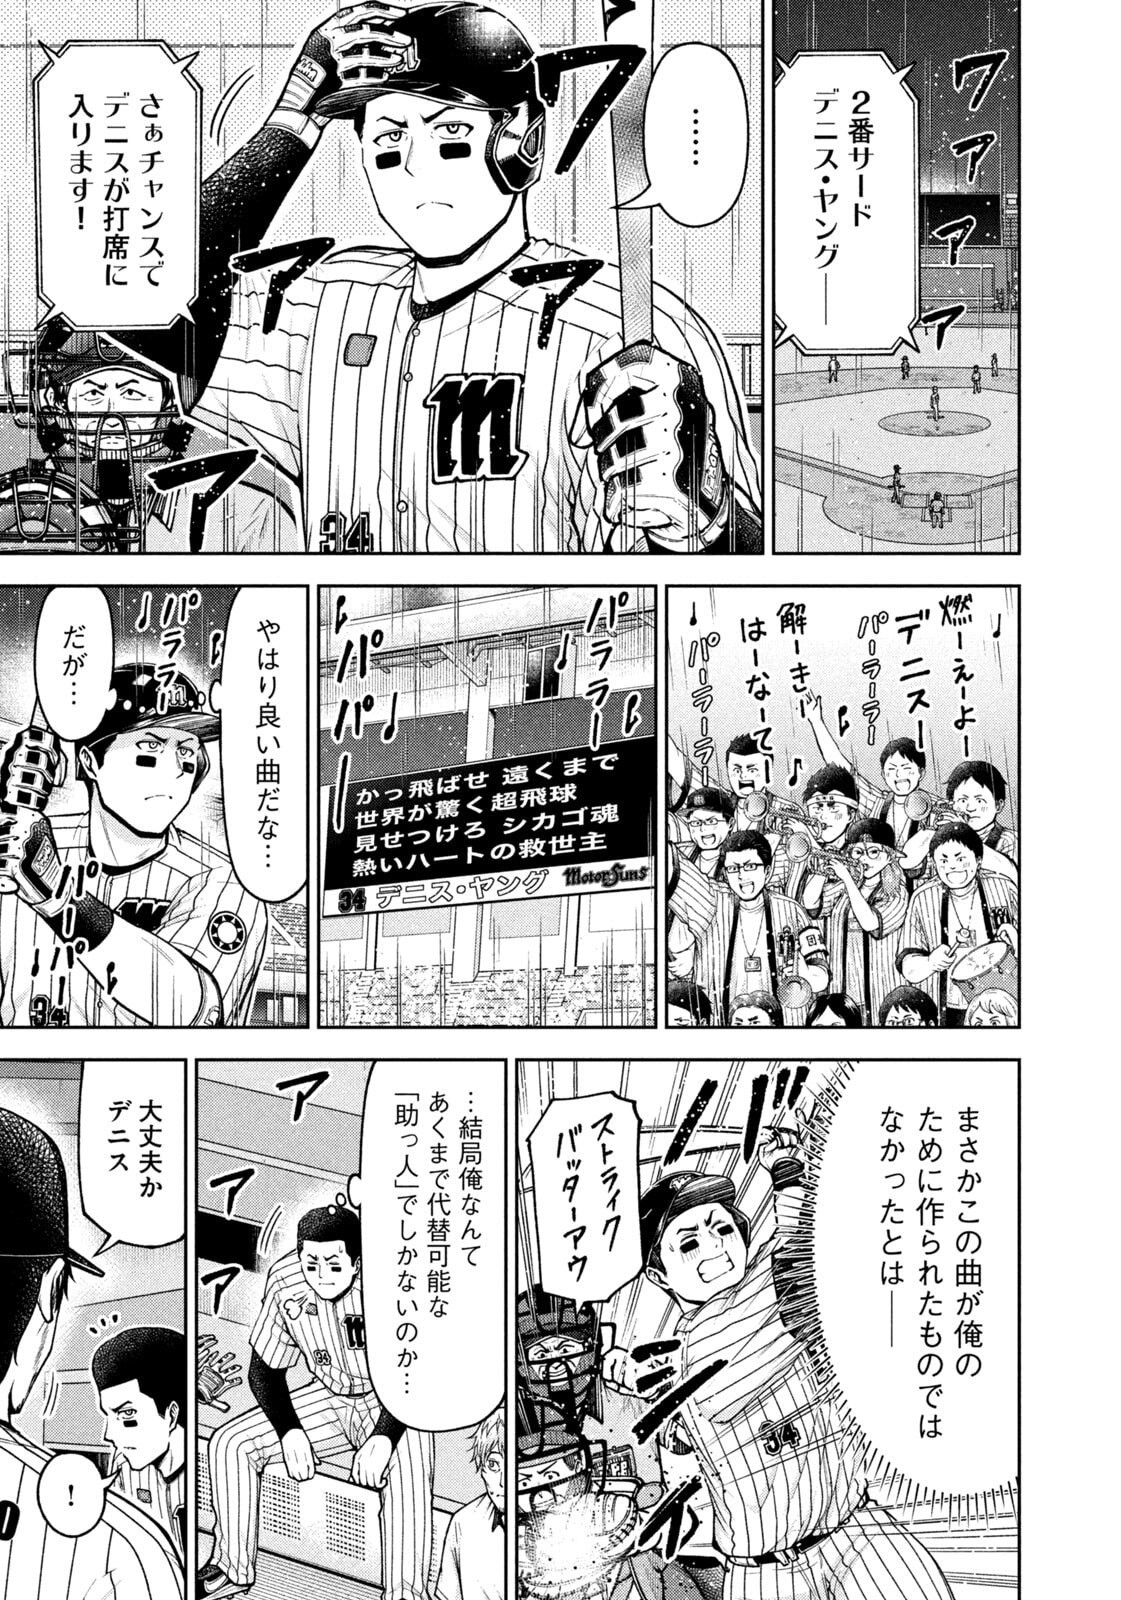 ワァァァ
2番サード
デニス・ヤング――
ワァァァ
………
さぁチャンスで
デニスが打席に
入ります！
m
34
燃ーえーよー
デニスー
パーラーラー
解ーきー
はーなーてー
パーラーラー
パララー
パパパー
かっ飛ばせ 遠くまで
世界が驚く超飛球
見せつけろ シカゴ魂
熱いハートの救世主
34 デニス・ヤング MotorSuns
やはり良い曲だな…
だが…
パララー
パパパー
34
まさかこの曲が俺の
ために作られたものでは
なかったとは――
ストライク
バッターアウ
34
…結局俺なんて
あくまで代替可能な
「助っ人」でしかないのか…
アァ
m
34
大丈夫か
デニス
！